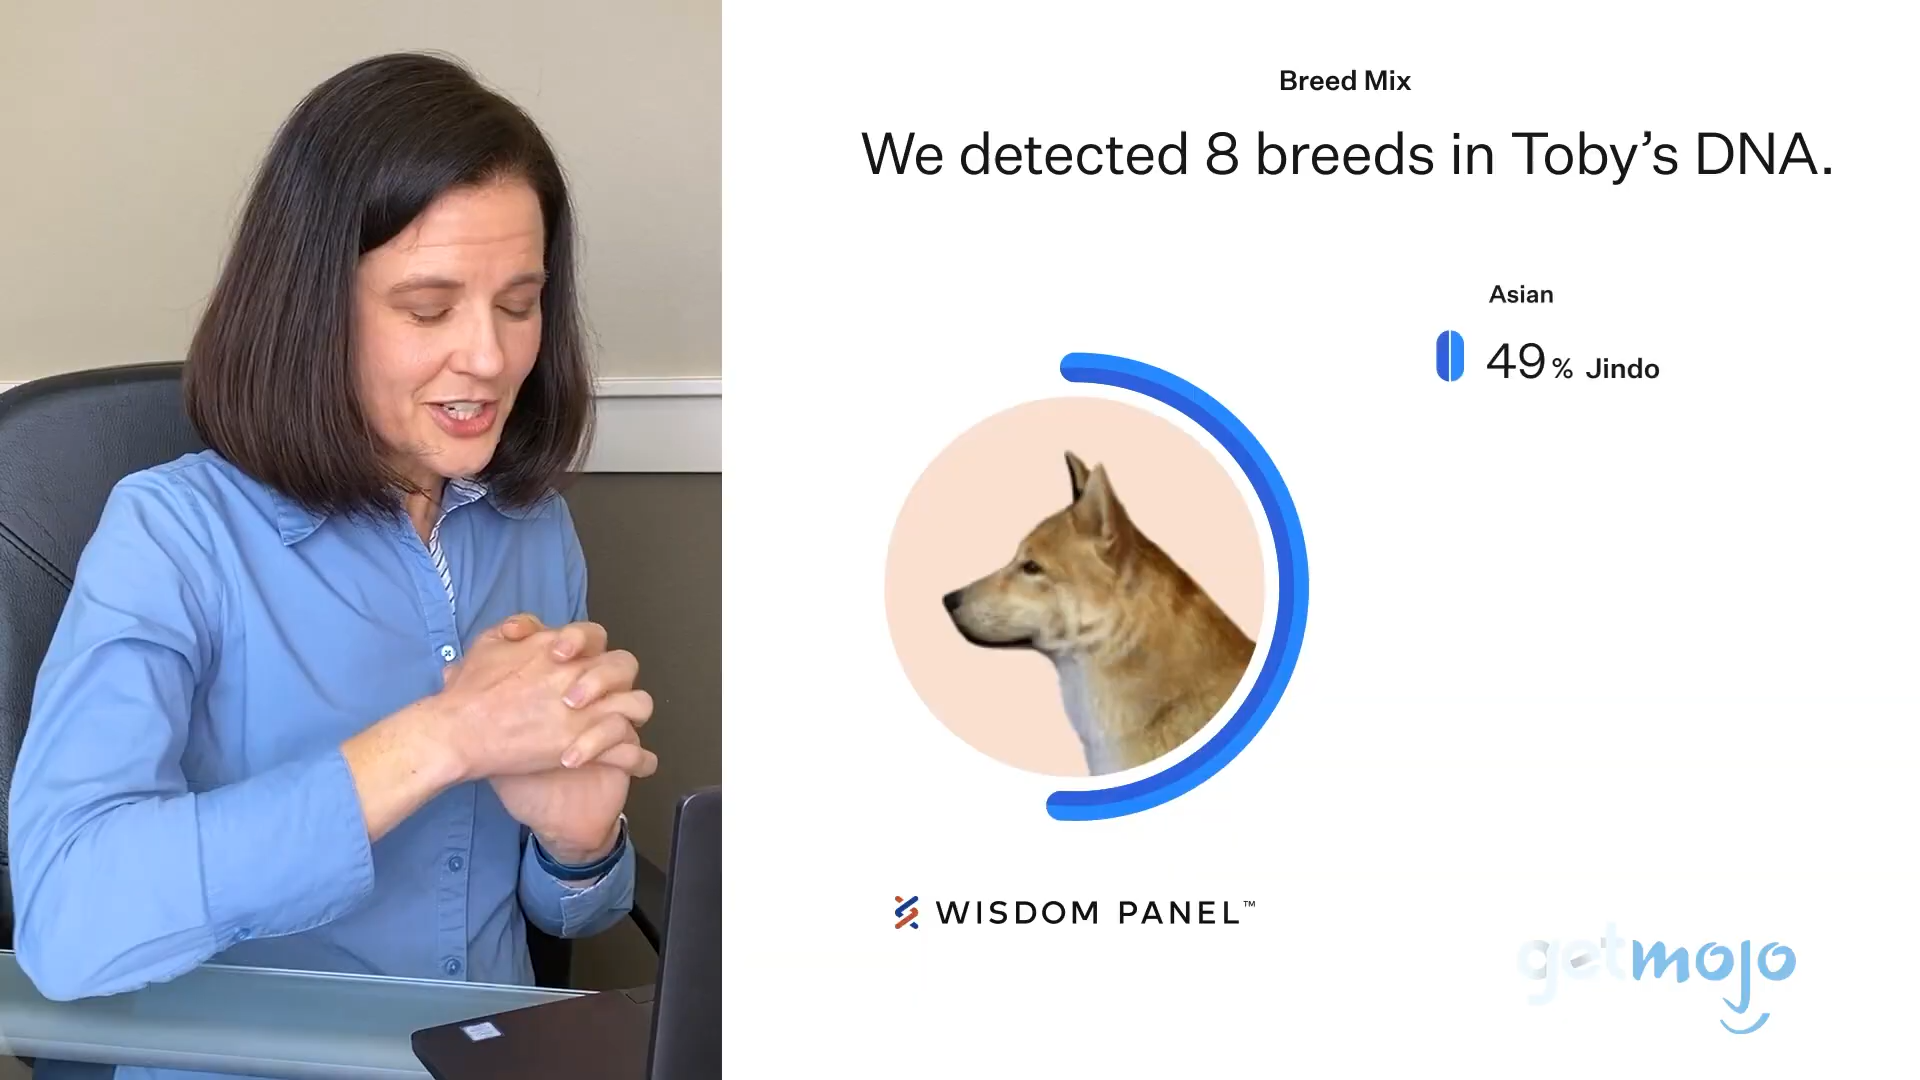 Breed Mix
We detected 8 breeds in Toby’s DNA.
Asian
49% Jindo
WISDOM PANEL™
getmojo